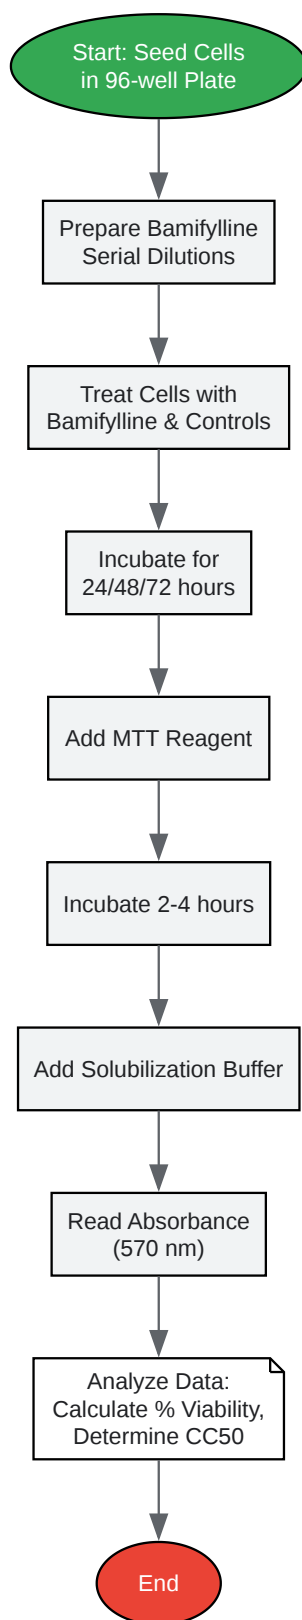 Start: Seed Cells
in 96-well Plate
Prepare Bamifylline
Serial Dilutions
Treat Cells with
Bamifylline & Controls
Incubate for
24/48/72 hours
Add MTT Reagent
Incubate 2-4 hours
Add Solubilization Buffer
Read Absorbance
(570 nm)
Analyze Data:
Calculate % Viability,
Determine CC50
End